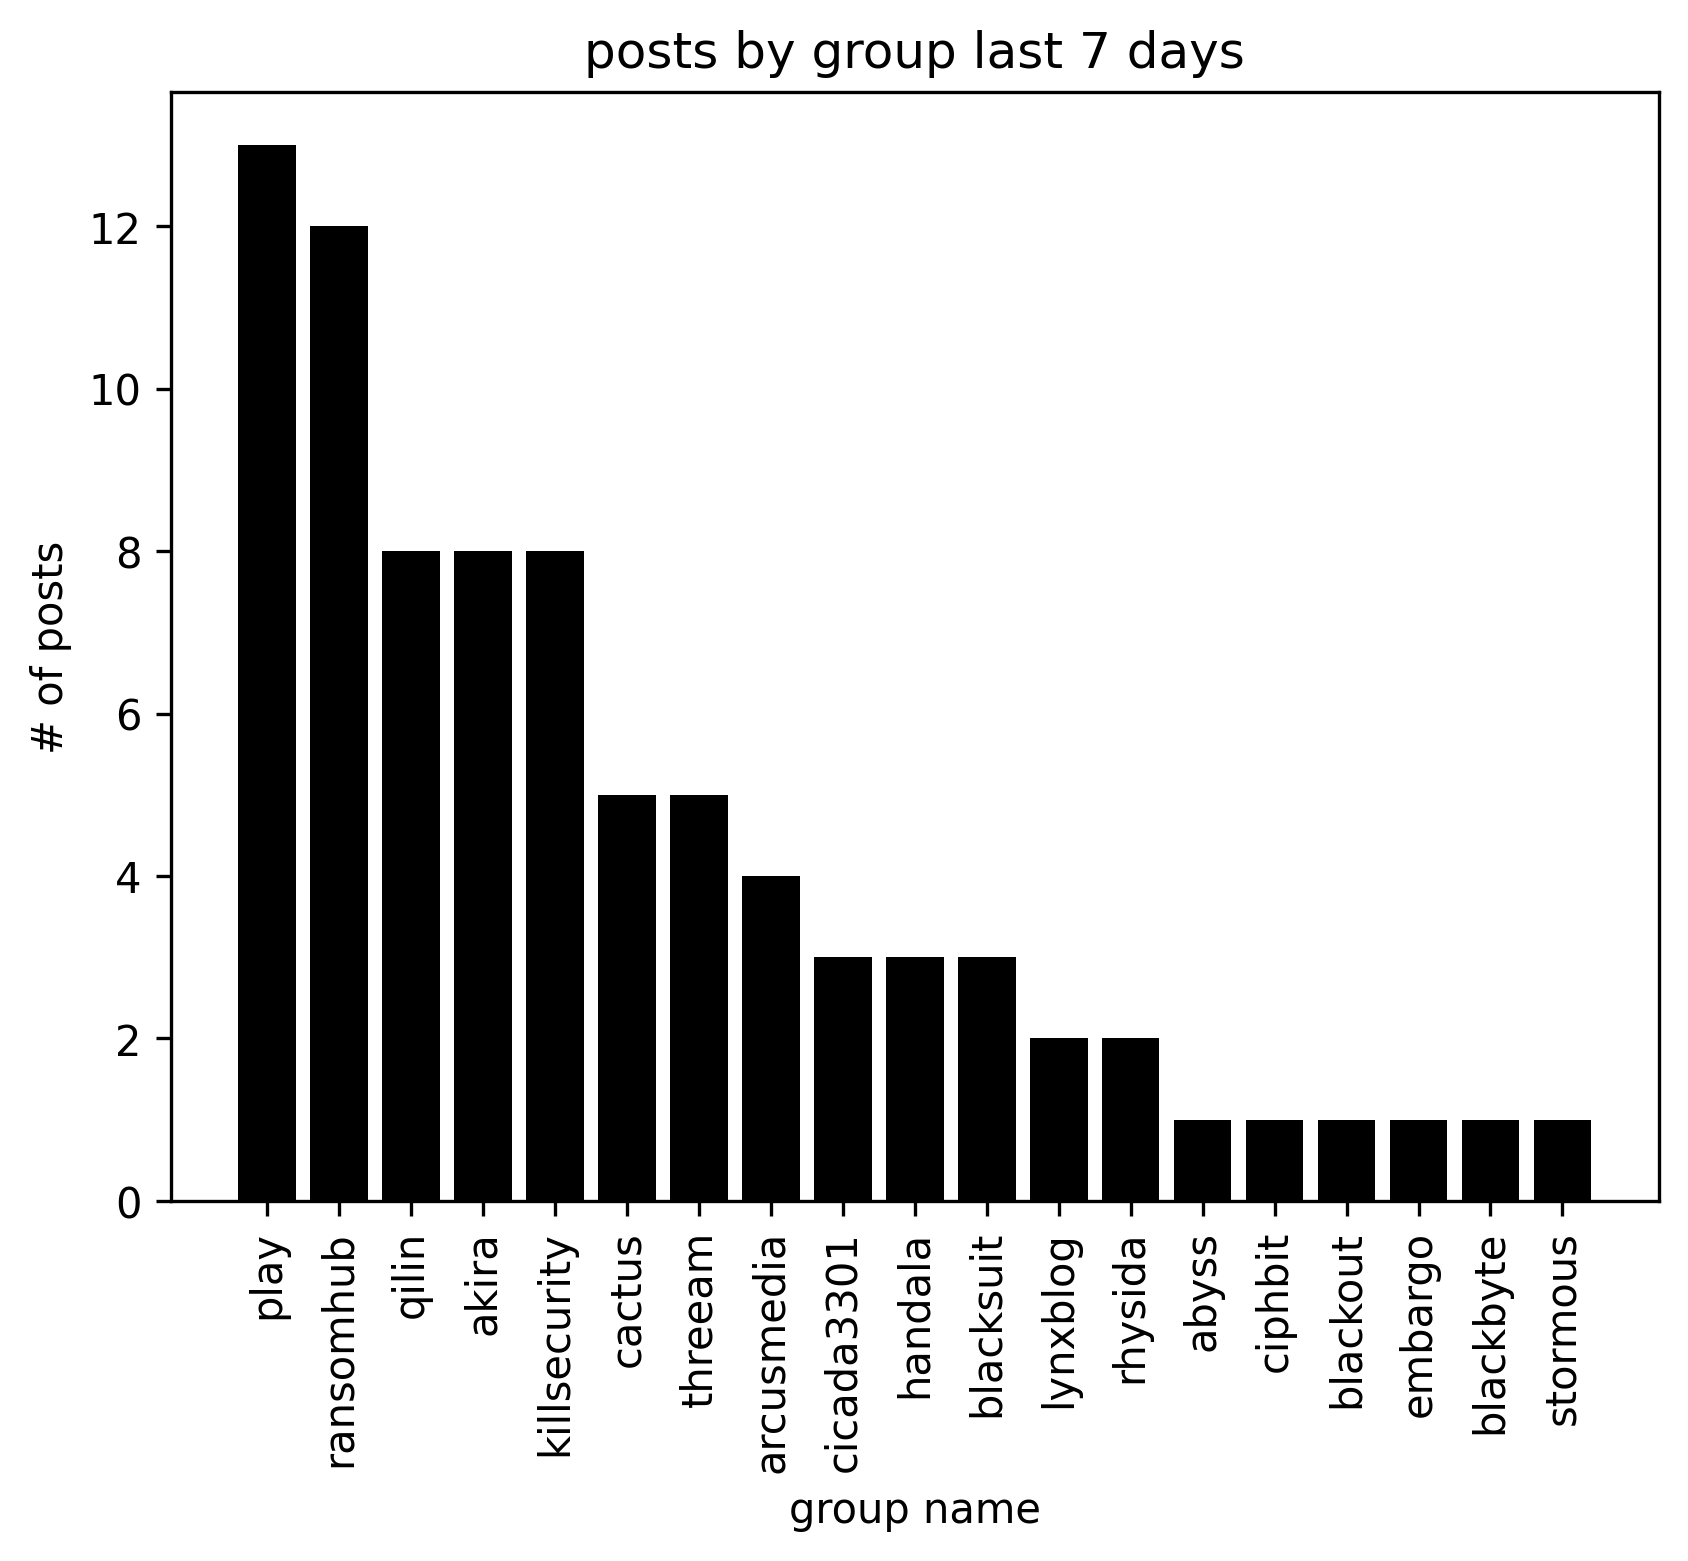 posts by group last 7 days
# of posts
12
10
8
6
4
2
0
play
ransomhub
qilin
akira
killsecurity
cactus
threeam
arcusmedia
cicada3301
handala
blacksuit
lynxblog
rhysida
abyss
ciphbit
blackout
embargo
blackbyte
stormous
group name